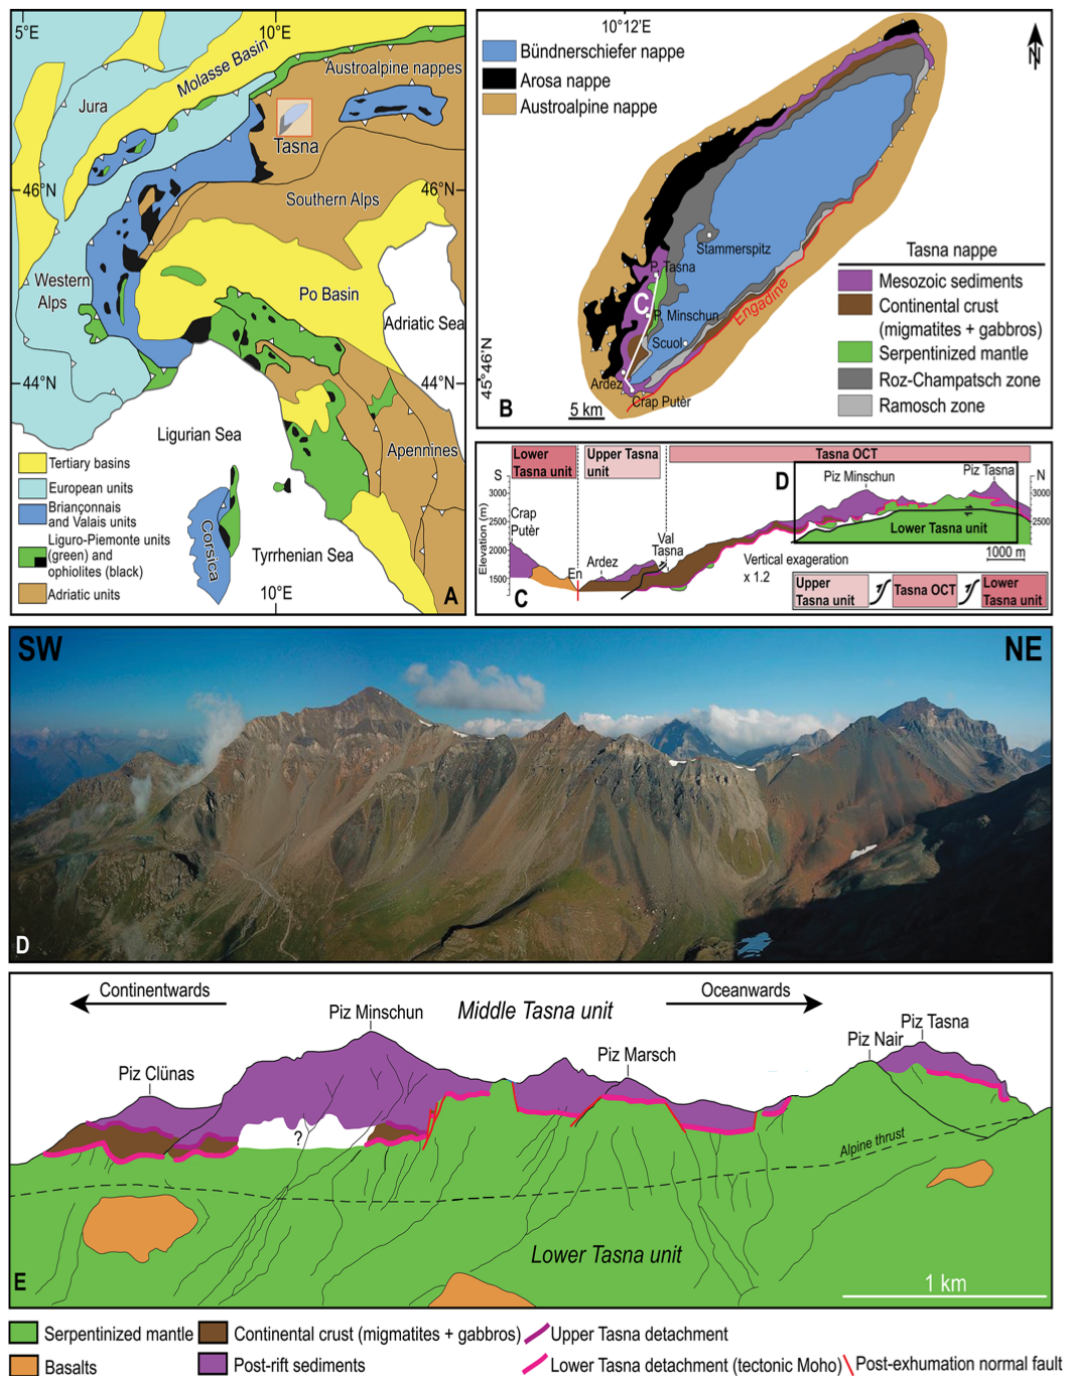 5°E
10°E
Molasse Basin
Austroalpine nappes
Jura
Tasna
46°N
46°N
Southern Alps
Western
Alps
Po Basin
Adriatic Sea
44°N
44°N
Ligurian Sea
Apennines
Tertiary basins
European units
Briançonnais
and Valais units
Liguro-Piemonte units
(green) and
ophiolites (black)
Adriatic units
Corsica
Tyrrhenian Sea
10°E
A
10°12'E
N
Bündnerschiefer nappe
Arosa nappe
Austroalpine nappe
Stammerspitz
P. Tasna
C
P. Minschun
Engadine
Scuol
Ardez
Crap Putèr
45°46'N
B
5 km
Tasna nappe
Mesozoic sediments
Continental crust
(migmatites + gabbros)
Serpentinized mantle
Roz-Champatsch zone
Ramosch zone
Lower
Tasna unit
Upper Tasna
unit
Tasna OCT
S
N
D
Piz Minschun
Piz Tasna
3000
2500
2000
1500
Elevation (m)
3000
2500
Crap
Putèr
Ardez
En
Val
Tasna
Lower Tasna unit
Vertical exageration
x 1.2
1000 m
C
Upper
Tasna unit
Tasna OCT
Lower
Tasna unit
SW
NE
D
Continentwards
Middle Tasna unit
Oceanwards
Piz Clünas
Piz Minschun
Piz Marsch
Piz Nair
Piz Tasna
?
Alpine thrust
Lower Tasna unit
E
1 km
Serpentinized mantle
Continental crust (migmatites + gabbros)
Upper Tasna detachment
Basalts
Post-rift sediments
Lower Tasna detachment (tectonic Moho)
Post-exhumation normal fault